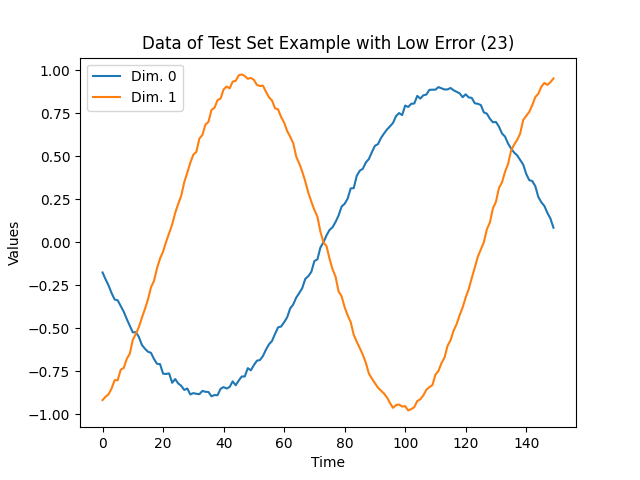 Data of Test Set Example with Low Error (23)
Dim. 0
Dim. 1
1.00
0.75
0.50
0.25
0.00
−0.25
−0.50
−0.75
−1.00
Values
0 20 40 60 80 100 120 140
Time